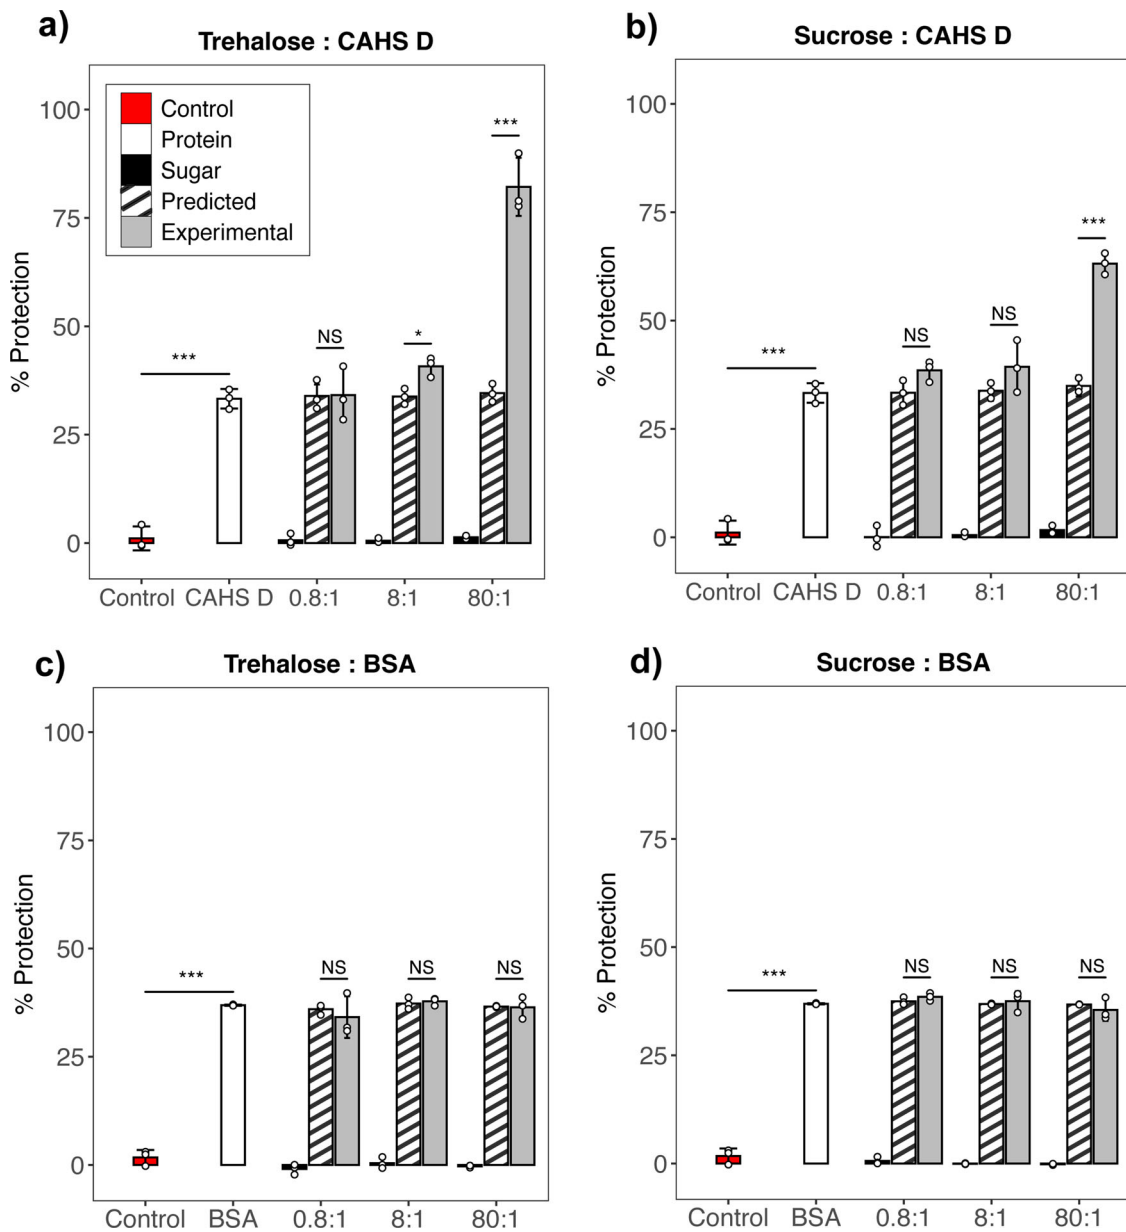 a)
Trehalose : CAHS D
% Protection
100
75
50
25
0
Control
Protein
Sugar
Predicted
Experimental
***
NS
*
***
Control CAHS D 0.8:1 8:1 80:1
b)
Sucrose : CAHS D
% Protection
100
75
50
25
0
***
NS
NS
***
Control CAHS D 0.8:1 8:1 80:1
c)
Trehalose : BSA
% Protection
100
75
50
25
0
***
NS
NS
NS
Control BSA 0.8:1 8:1 80:1
d)
Sucrose : BSA
% Protection
100
75
50
25
0
***
NS
NS
NS
Control BSA 0.8:1 8:1 80:1